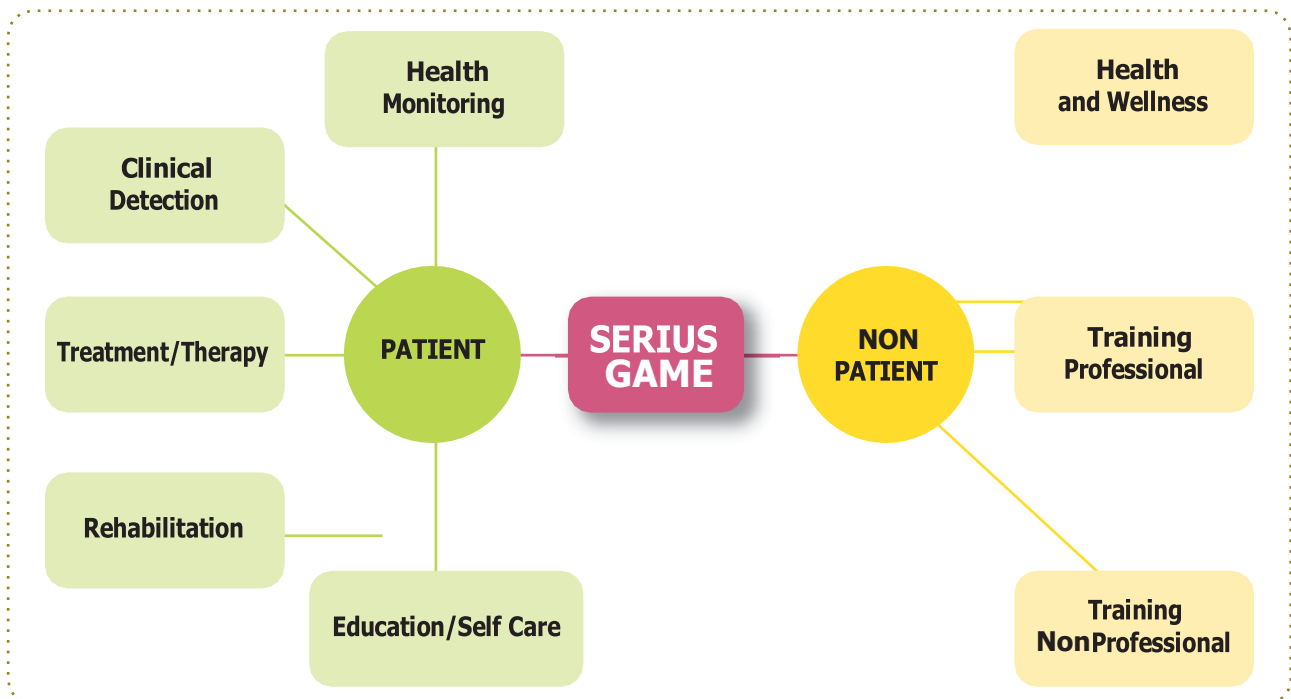 Health
Monitoring
Health
and Wellness
Clinical
Detection
Treatment/Therapy
PATIENT
SERIUS
GAME
NON
PATIENT
Training
Professional
Rehabilitation
Education/Self Care
Training
NonProfessional